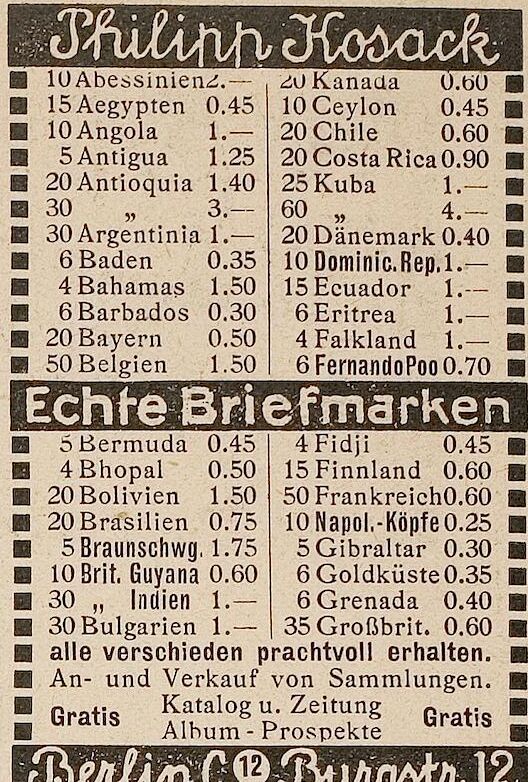 Philipp Kosack
10 Abessinien 2.—
15 Aegypten 0.45
10 Angola 1.—
5 Antigua 1.25
20 Antioquia 1.40
30 „ 3.—
30 Argentinia 1.—
6 Baden 0.35
4 Bahamas 1.50
6 Barbados 0.30
20 Bayern 0.50
50 Belgien 1.50
20 Kanada 0.60
10 Ceylon 0.45
20 Chile 0.60
20 Costa Rica 0.90
25 Kuba 1.—
60 „ 4.—
20 Dänemark 0.40
10 Dominic. Rep. 1.—
15 Ecuador 1.—
6 Eritrea 1.—
4 Falkland 1.—
6 Fernando Poo 0.70
Echte Briefmarken
5 Bermuda 0.45
4 Bhopal 0.50
20 Bolivien 1.50
20 Brasilien 0.75
5 Braunschwg. 1.75
10 Brit. Guyana 0.60
30 „ Indien 1.—
30 Bulgarien 1.—
4 Fidji 0.45
15 Finnland 0.60
50 Frankreich 0.60
10 Napol.-Köpfe 0.25
5 Gibraltar 0.30
6 Goldküste 0.35
6 Grenada 0.40
35 Großbrit. 0.60
alle verschieden prachtvoll erhalten.
An- und Verkauf von Sammlungen.
Gratis Katalog u. Zeitung Gratis
Album-Prospekte
Berlin C 12 Burgstr. 12